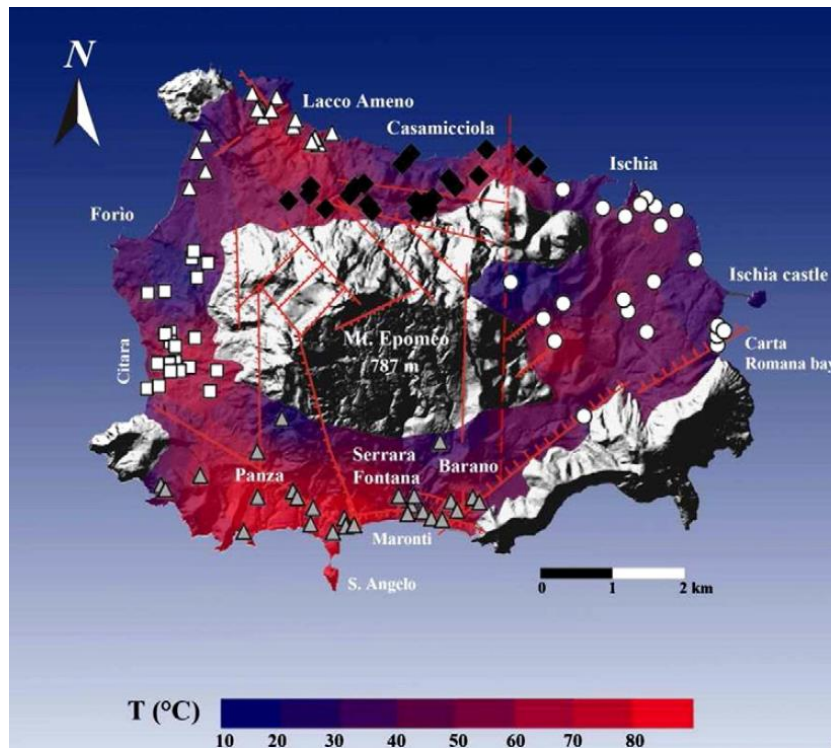 N
Lacco Ameno
Casamicciola
Ischia
Forìo
Ischia castle
Mt. Epomeo
787 m
Carta
Romana bay
Citara
Serrara
Fontana
Barano
Panza
Maronti
S. Angelo
0 1 2 km
T (°C)
10 20 30 40 50 60 70 80